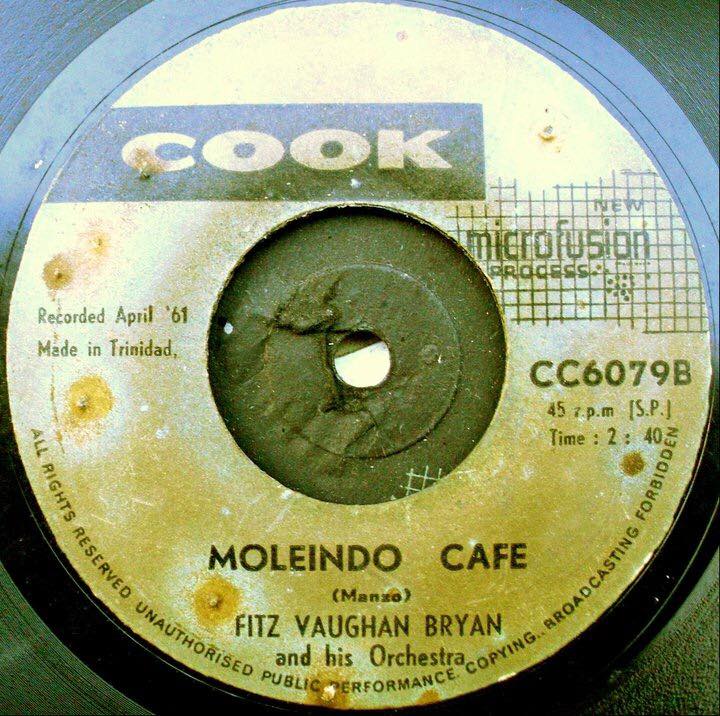 COOK
NEW
microfusion
PROCESS
Recorded April '61
Made in Trinidad,
CC6079B
45 r.p.m [S.P.]
Time : 2 : 40
MOLEINDO CAFE
(Manzo)
FITZ VAUGHAN BRYAN
and his Orchestra
ALL RIGHTS RESERVED UNAUTHORISED PUBLIC PERFORMANCE. COPYING. BROADCASTING FORBIDDEN